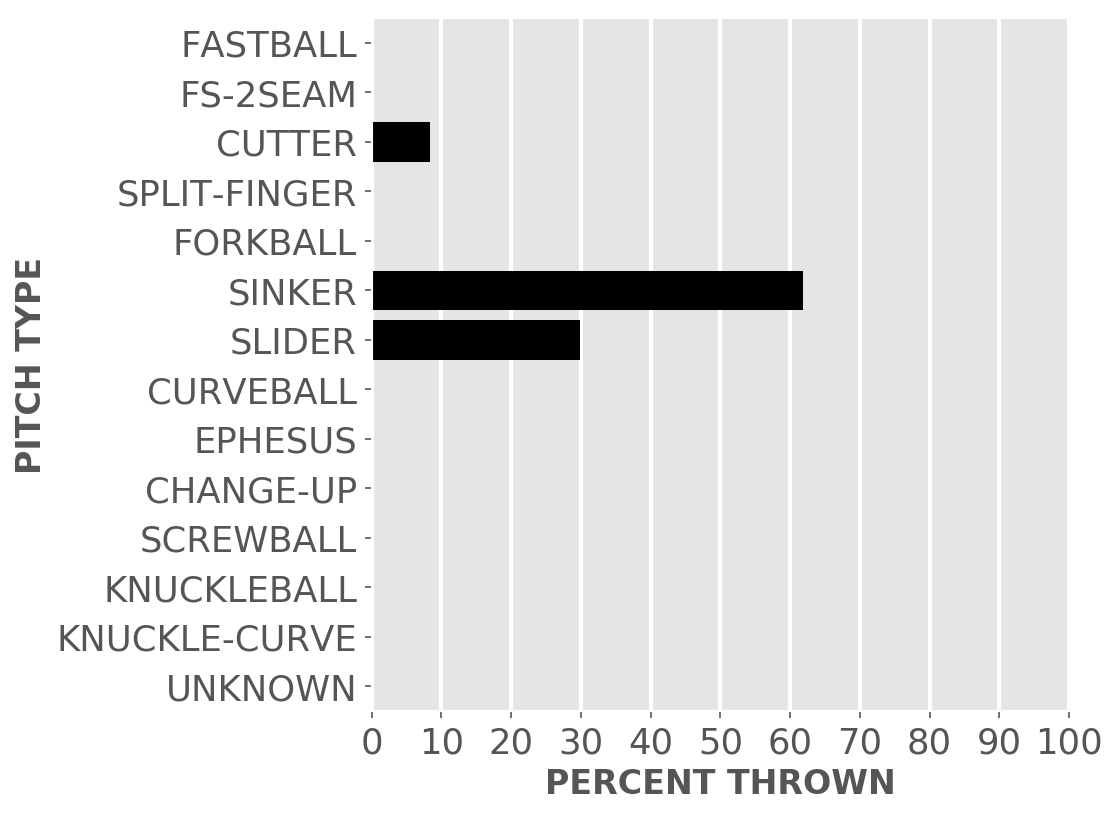 FASTBALL
FS-2SEAM
CUTTER
SPLIT-FINGER
FORKBALL
SINKER
SLIDER
CURVEBALL
EPHESUS
CHANGE-UP
SCREWBALL
KNUCKLEBALL
KNUCKLE-CURVE
UNKNOWN
PITCH TYPE
0 10 20 30 40 50 60 70 80 90 100
PERCENT THROWN